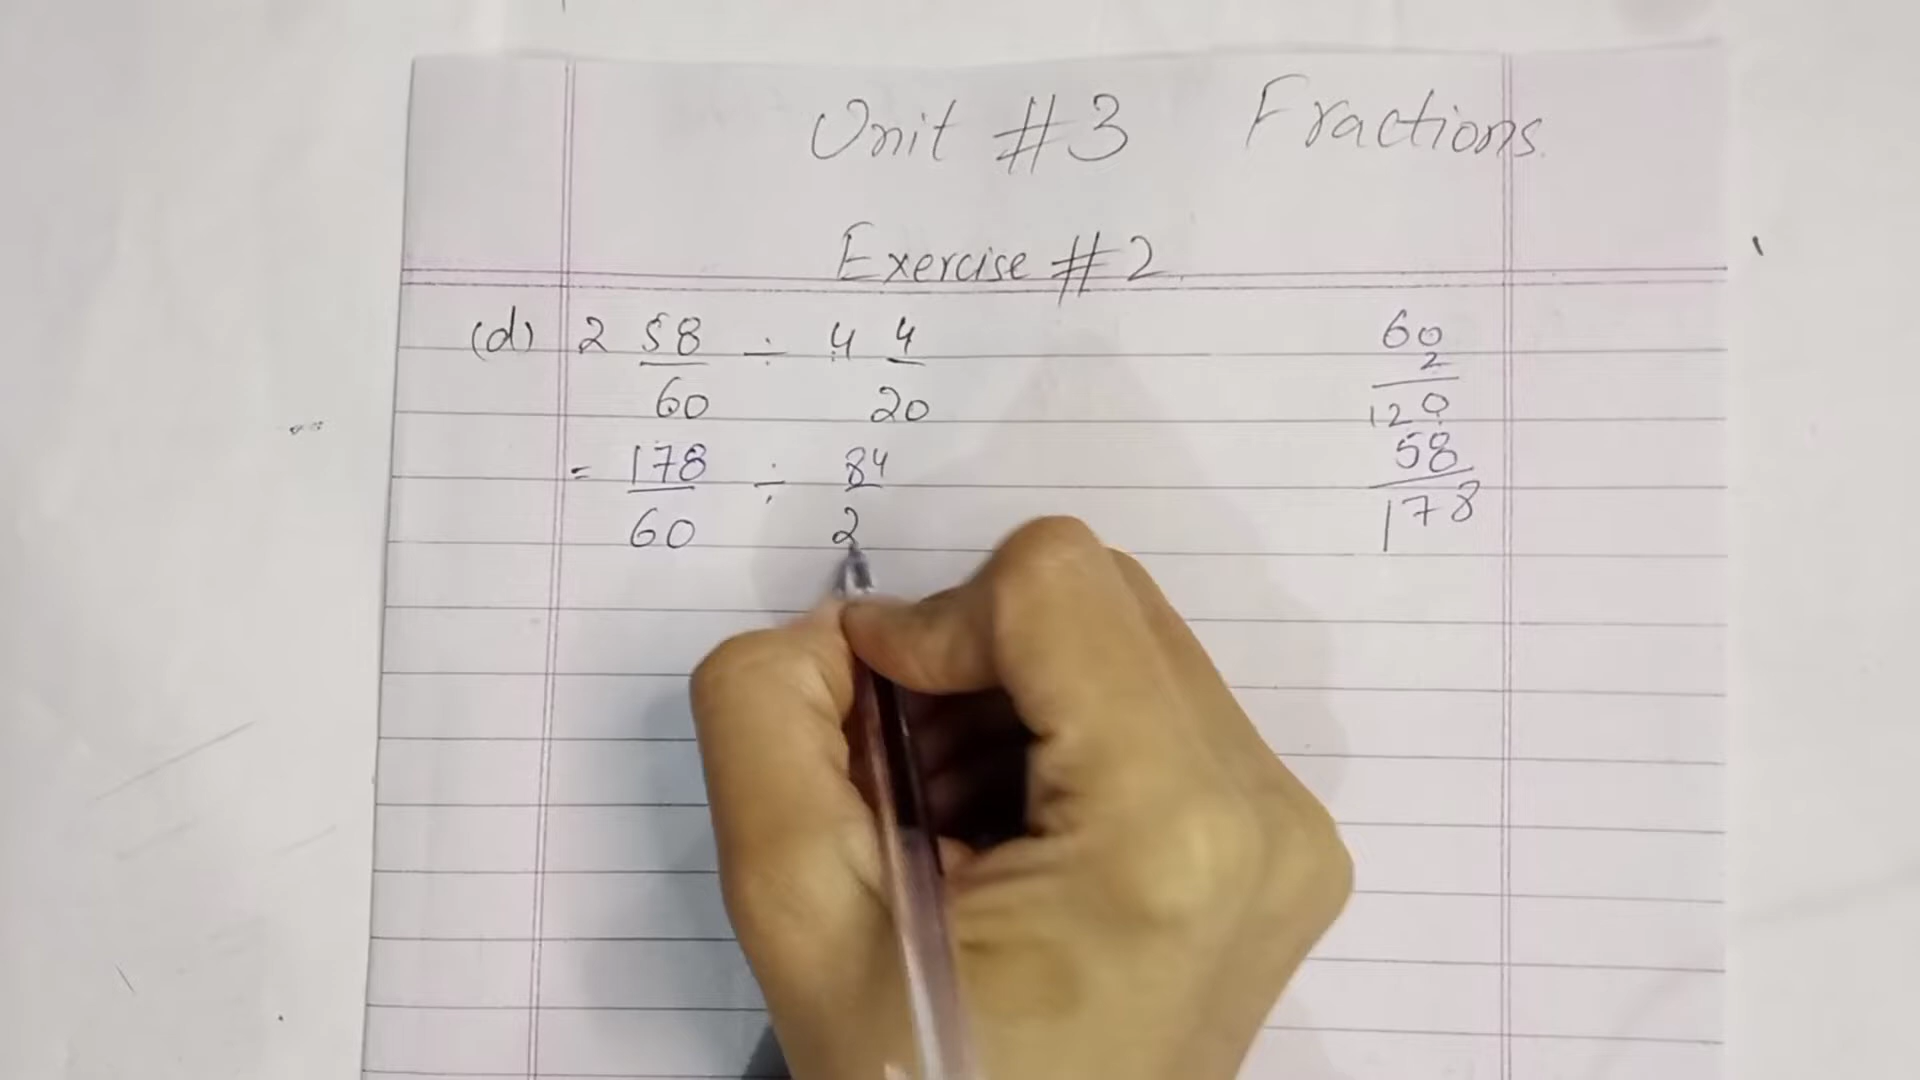 Unit #3 Fractions.
Exercise #2.
(d) 2 58/60 ÷ 4 4/20
= 178/60 ÷ 84/2
60
2
120
58
178